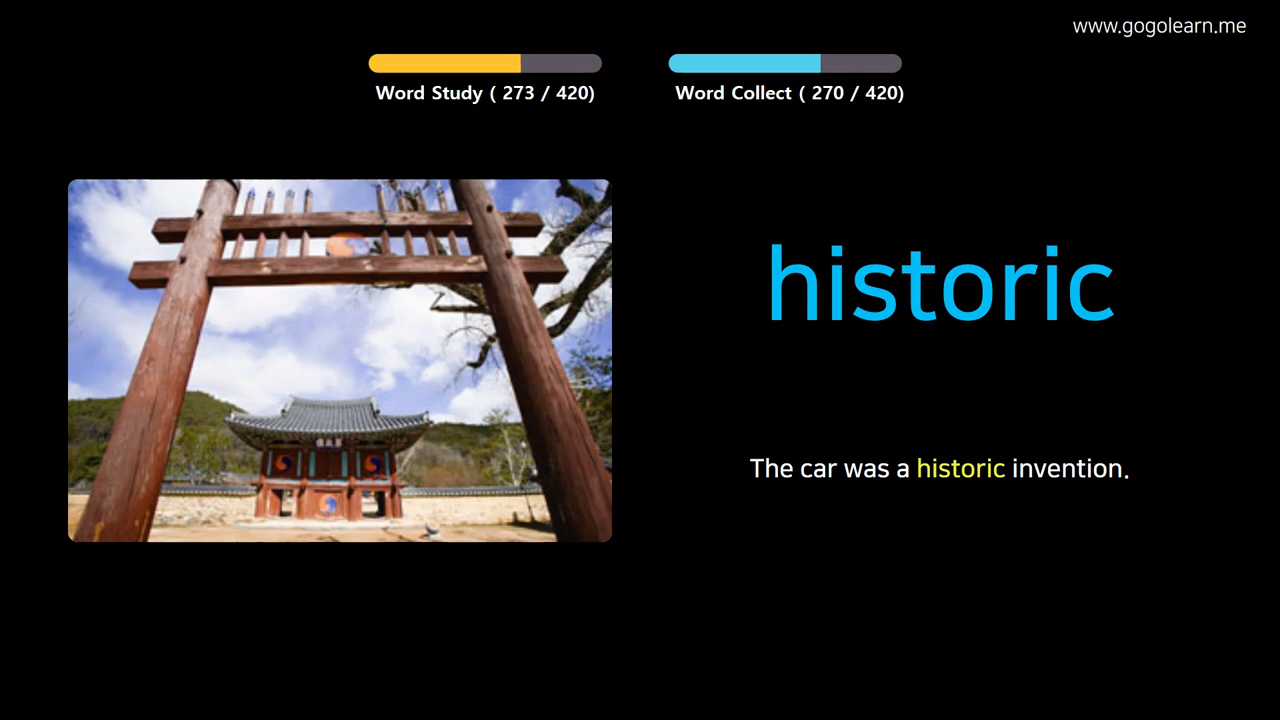 www.gogolearn.me
Word Study ( 273 / 420)
Word Collect ( 270 / 420)
historic
The car was a historic invention.